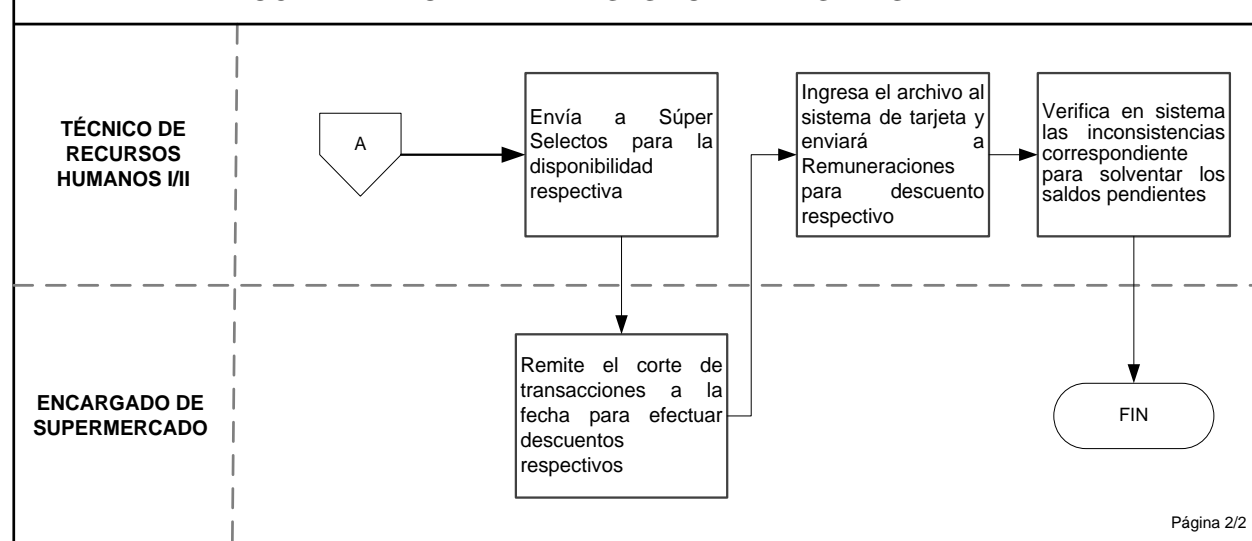 TÉCNICO DE
RECURSOS
HUMANOS I/II
A
Envía a Súper
Selectos para la
disponibilidad
respectiva
Ingresa el archivo al
sistema de tarjeta y
enviará a
Remuneraciones
para descuento
respectivo
Verifica en sistema
las inconsistencias
correspondiente
para solventar los
saldos pendientes
ENCARGADO DE
SUPERMERCADO
Remite el corte de
transacciones a la
fecha para efectuar
descuentos
respectivos
FIN
Página 2/2